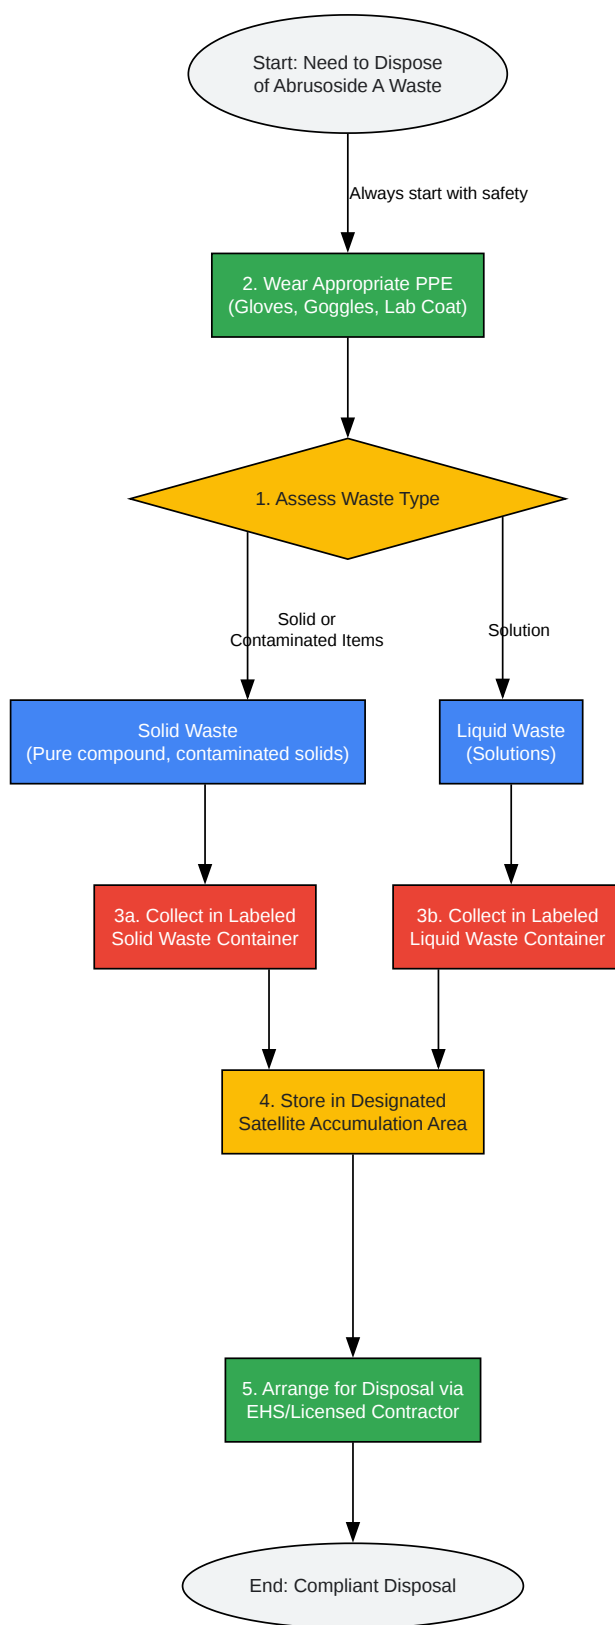 Start: Need to Dispose
of Abrusoside A Waste
Always start with safety
2. Wear Appropriate PPE
(Gloves, Goggles, Lab Coat)
1. Assess Waste Type
Solid or
Contaminated Items
Solution
Solid Waste
(Pure compound, contaminated solids)
Liquid Waste
(Solutions)
3a. Collect in Labeled
Solid Waste Container
3b. Collect in Labeled
Liquid Waste Container
4. Store in Designated
Satellite Accumulation Area
5. Arrange for Disposal via
EHS/Licensed Contractor
End: Compliant Disposal